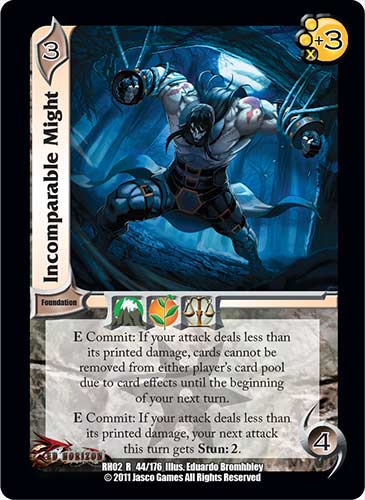 3
+3
X
Incomparable Might
Foundation
E Commit: If your attack deals less than
its printed damage, cards cannot be
removed from either player's card pool
due to card effects until the beginning
of your next turn.
E Commit: If your attack deals less than
its printed damage, your next attack
this turn gets Stun: 2.
4
RED HORIZON
RH02 R 44/176 Illus. Eduardo Bromhbley
© 2011 Jasco Games All Rights Reserved